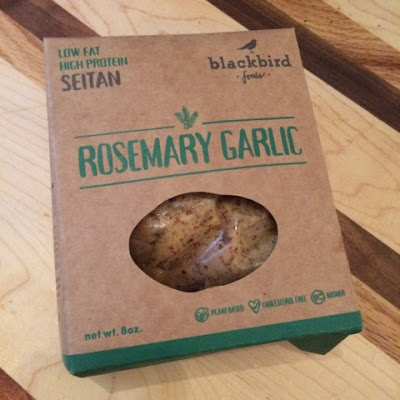 LOW FAT
HIGH PROTEIN
SEITAN
blackbird
foods
ROSEMARY GARLIC
PLANT BASED
CHOLESTEROL FREE
KOSHER
net wt. 8oz.